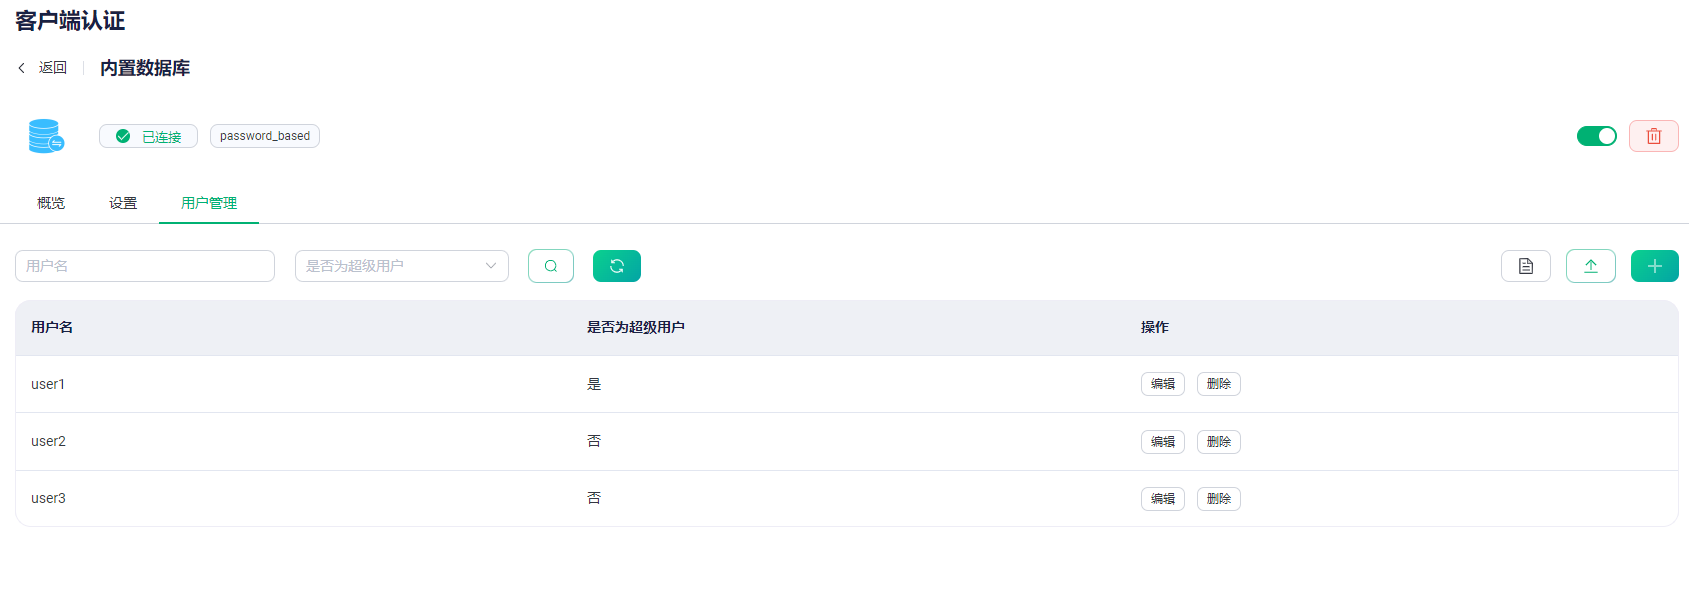 客户端认证
返回 内置数据库
已连接 password_based
概览 设置 用户管理
用户名 是否为超级用户
用户名 是否为超级用户 操作
user1 是 编辑 删除
user2 否 编辑 删除
user3 否 编辑 删除